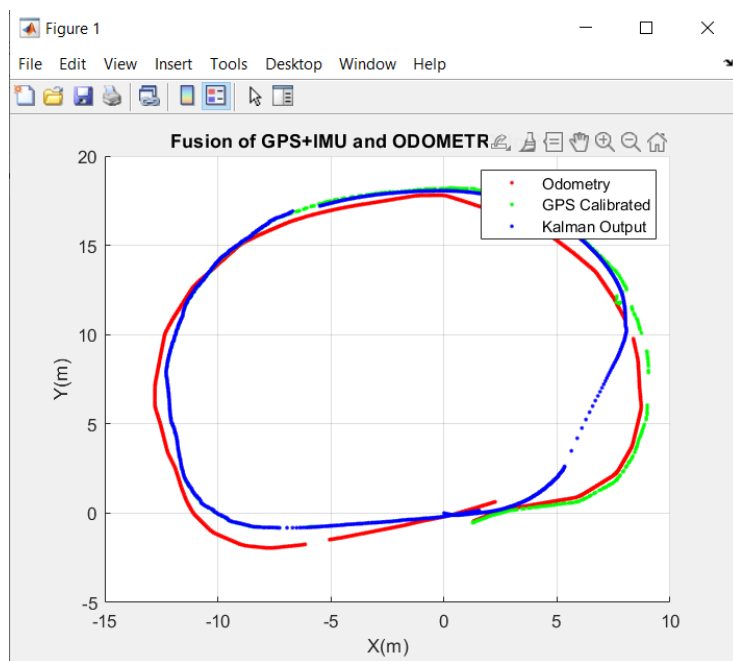 Figure 1
File Edit View Insert Tools Desktop Window Help
Fusion of GPS+IMU and ODOMETR
Odometry
GPS Calibrated
Kalman Output
20
15
10
5
0
-5
Y(m)
-15 -10 -5 0 5 10
X(m)